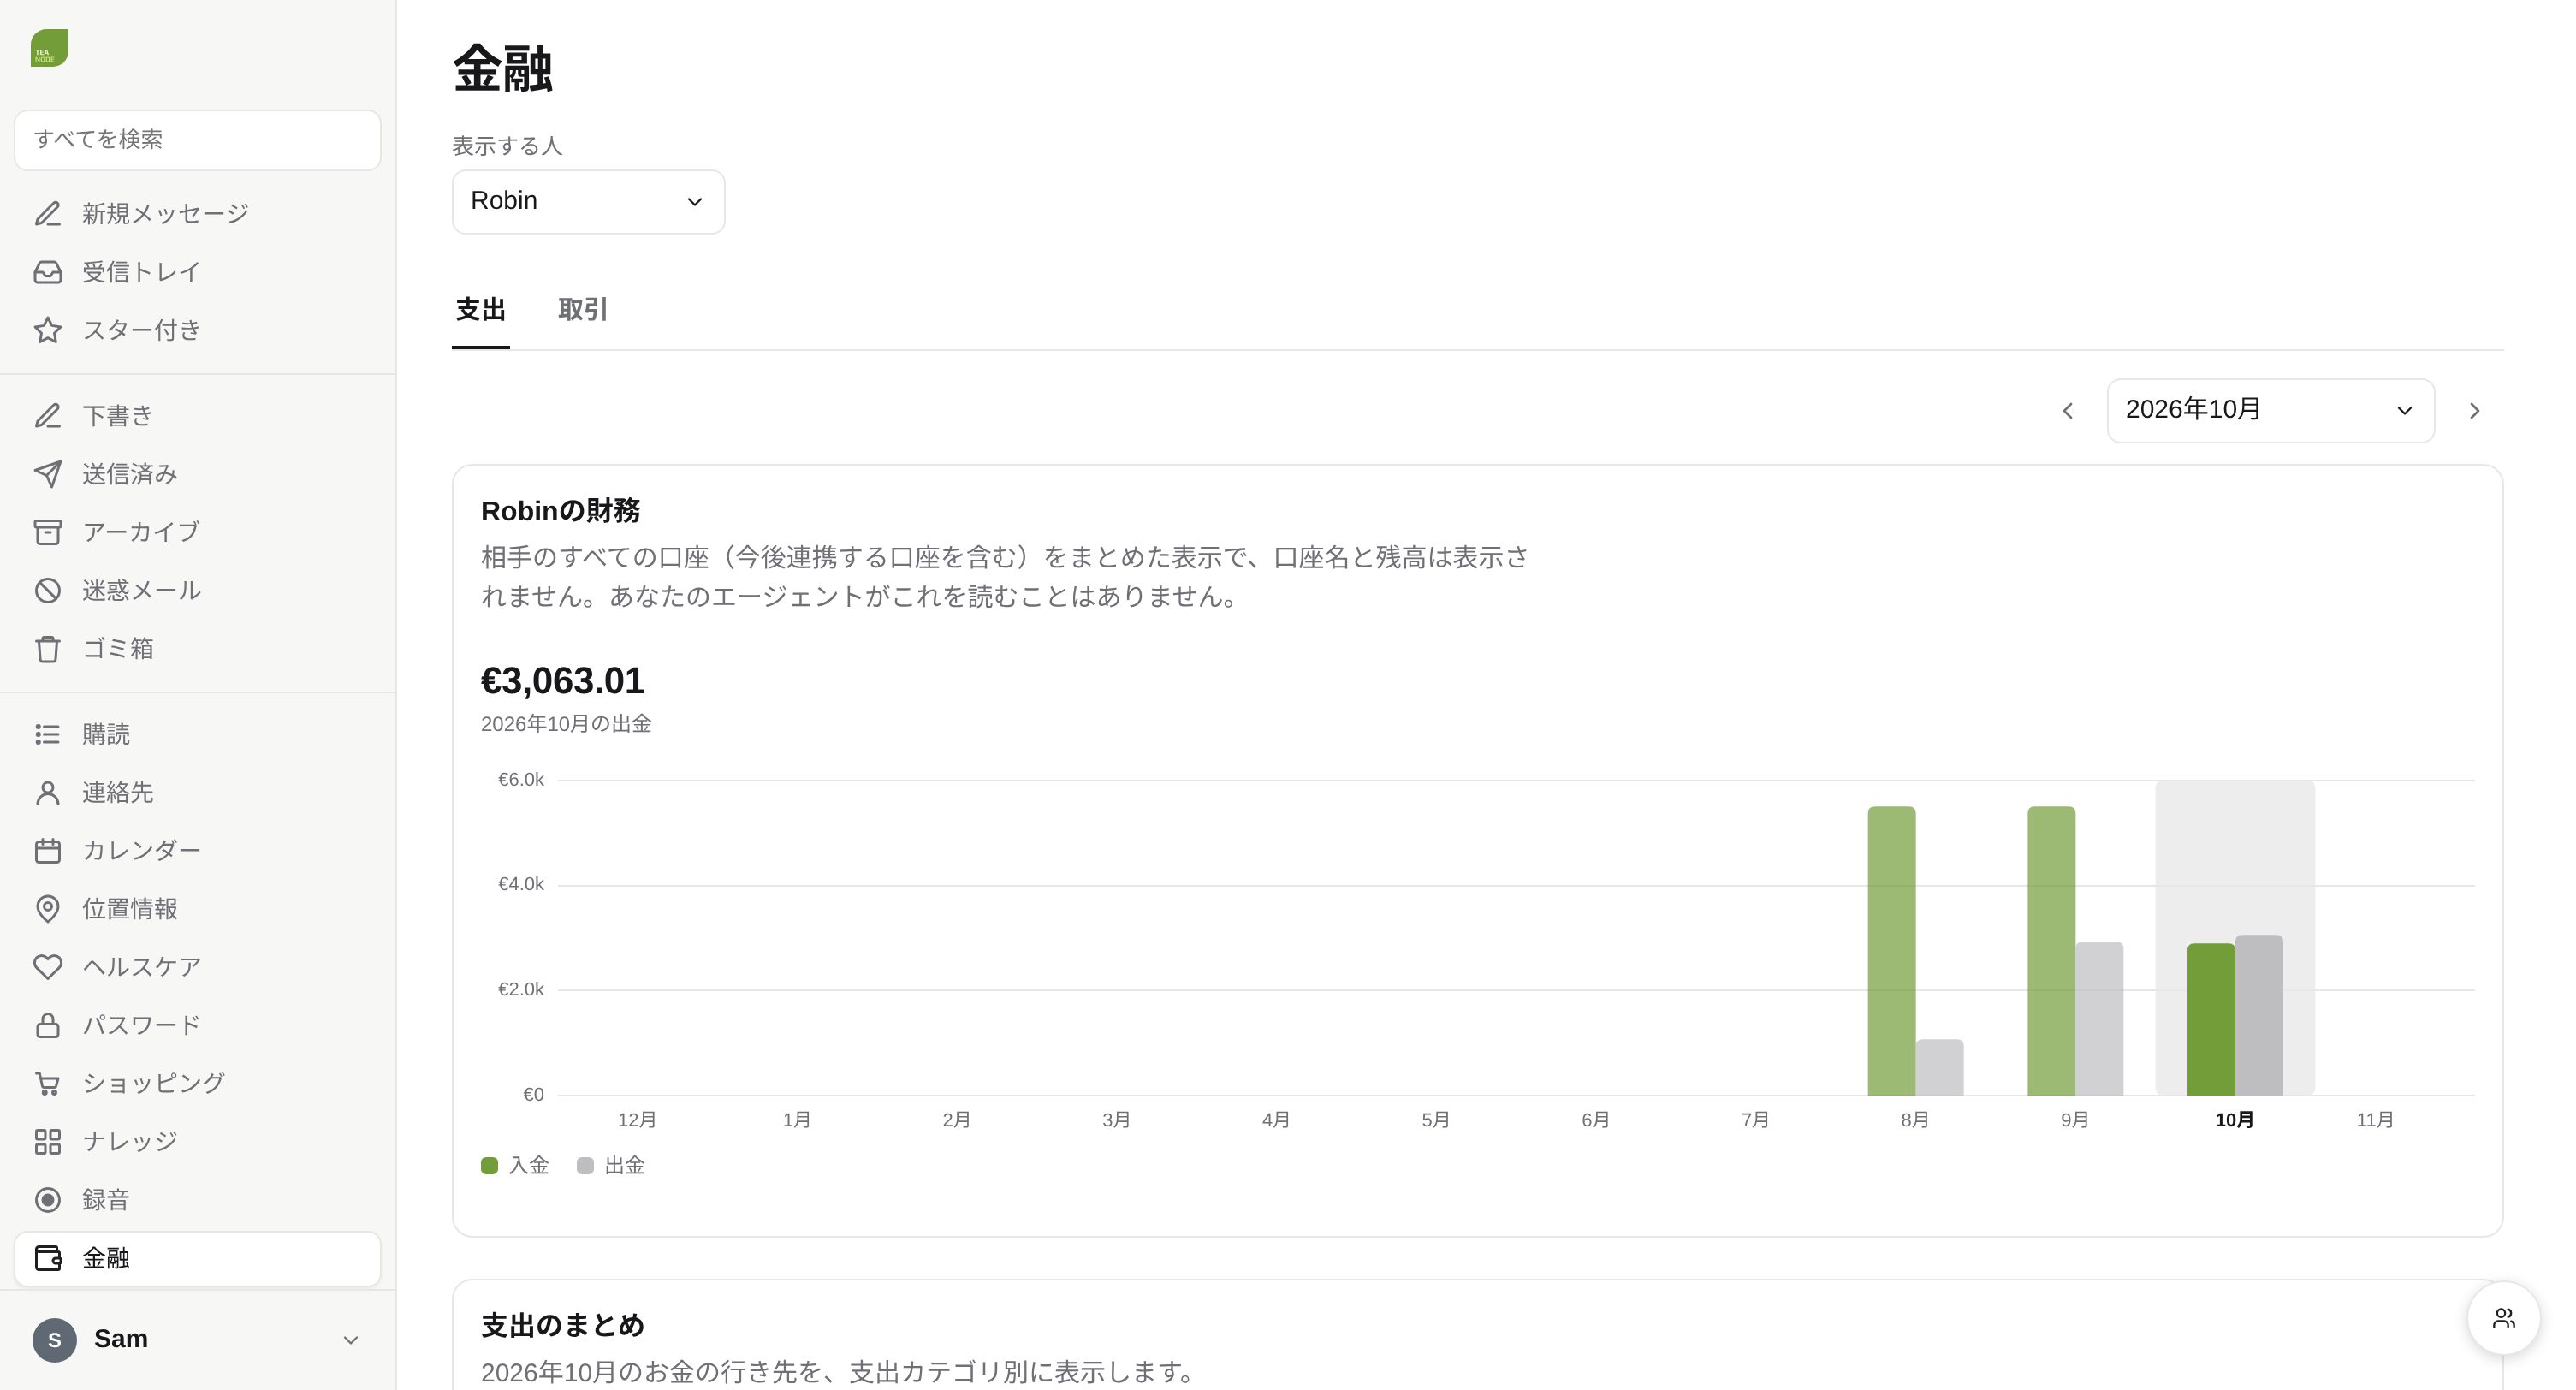 TEA
NODE
すべてを検索
新規メッセージ
受信トレイ
スター付き
下書き
送信済み
アーカイブ
迷惑メール
ゴミ箱
購読
連絡先
カレンダー
位置情報
ヘルスケア
パスワード
ショッピング
ナレッジ
録音
金融
S Sam
金融
表示する人
Robin
支出 取引
2026年10月
Robinの財務
相手のすべての口座（今後連携する口座を含む）をまとめた表示で、口座名と残高は表示さ
れません。あなたのエージェントがこれを読むことはありません。
€3,063.01
2026年10月の出金
€6.0k
€4.0k
€2.0k
€0
12月 1月 2月 3月 4月 5月 6月 7月 8月 9月 10月 11月
入金 出金
支出のまとめ
2026年10月のお金の行き先を、支出カテゴリ別に表示します。